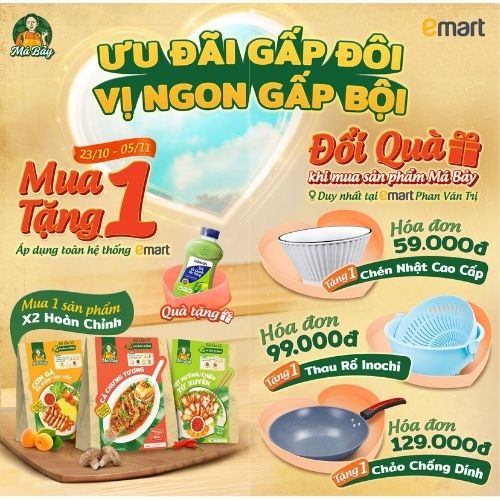 Má Bảy
emart
ƯU ĐÃI GẤP ĐÔI
VỊ NGON GẤP BỘI
23/10 - 05/11
Mua 1
Tặng
Áp dụng toàn hệ thống emart
Quà tặng
Mua 1 sản phẩm
X2 Hoàn Chỉnh
Má Bảy
CÁ CHƯNG TƯƠNG
TỨ XUYÊN
Đổi Quà
khi mua sản phẩm Má Bảy
Duy nhất tại emart Phan Văn Trị
Hóa đơn
59.000đ
Tặng 1 Chén Nhật Cao Cấp
Hóa đơn
99.000đ
Tặng 1 Thau Rổ Inochi
Hóa đơn
129.000đ
Tặng 1 Chảo Chống Dính